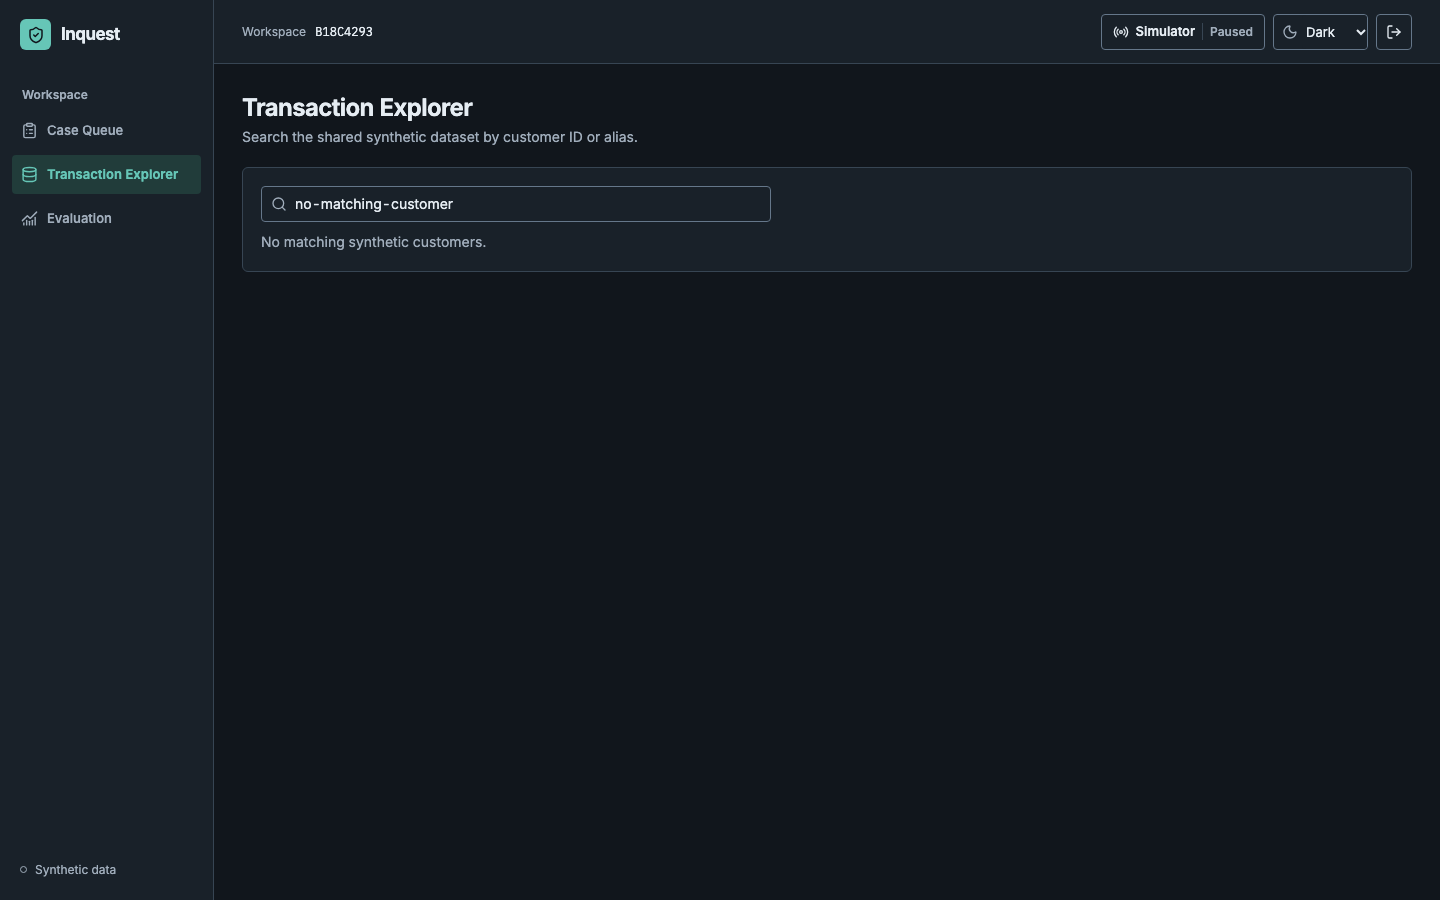 Inquest
Workspace
Case Queue
Transaction Explorer
Evaluation
Synthetic data
Workspace B18C4293
Simulator Paused
Dark
Transaction Explorer
Search the shared synthetic dataset by customer ID or alias.
no-matching-customer
No matching synthetic customers.